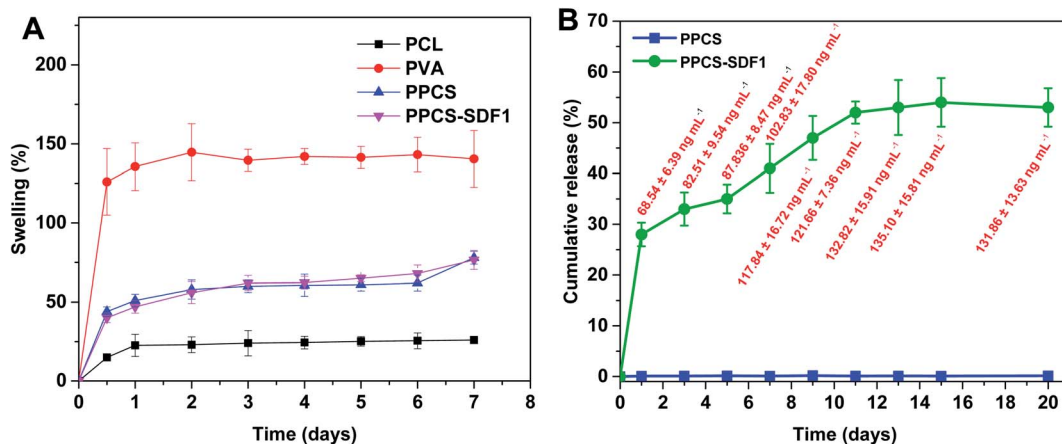 A
PCL
PVA
PPCS
PPCS-SDF1
200
150
100
50
0
0 1 2 3 4 5 6 7 8
Swelling (%)
Time (days)
B
PPCS
PPCS-SDF1
70
60
50
40
30
20
10
0
0 2 4 6 8 10 12 14 16 18 20
Cumulative release (%)
Time (days)
68.54 ± 6.39 ng mL⁻¹
82.51 ± 9.54 ng mL⁻¹
87.836 ± 8.47 ng mL⁻¹
102.83 ± 17.80 ng mL⁻¹
117.84 ± 16.72 ng mL⁻¹
121.66 ± 7.36 ng mL⁻¹
132.82 ± 15.91 ng mL⁻¹
135.10 ± 15.81 ng mL⁻¹
131.86 ± 13.63 ng mL⁻¹